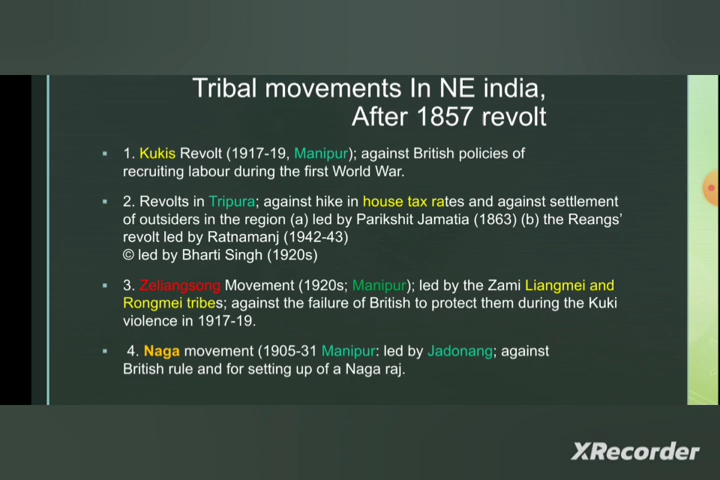 Tribal movements In NE india,
After 1857 revolt
▪ 1. Kukis Revolt (1917-19, Manipur); against British policies of
recruiting labour during the first World War.
▪ 2. Revolts in Tripura; against hike in house tax rates and against settlement
of outsiders in the region (a) led by Parikshit Jamatia (1863) (b) the Reangs'
revolt led by Ratnamanj (1942-43)
© led by Bharti Singh (1920s)
▪ 3. Zeliangsong Movement (1920s; Manipur); led by the Zami Liangmei and
Rongmei tribes; against the failure of British to protect them during the Kuki
violence in 1917-19.
▪ 4. Naga movement (1905-31 Manipur: led by Jadonang; against
British rule and for setting up of a Naga raj.
XRecorder